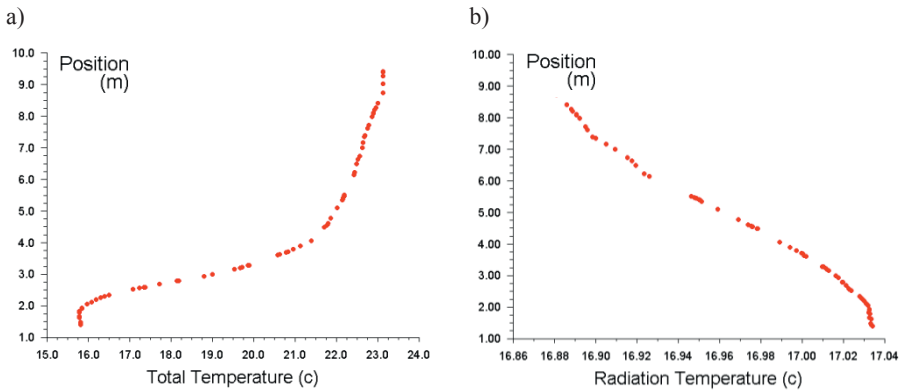 a)
Position
(m)
10.0
9.0
8.0
7.0
6.0
5.0
4.0
3.0
2.0
1.0
15.0 16.0 17.0 18.0 19.0 20.0 21.0 22.0 23.0 24.0
Total Temperature (c)
b)
Position
(m)
10.00
9.00
8.00
7.00
6.00
5.00
4.00
3.00
2.00
1.00
16.86 16.88 16.90 16.92 16.94 16.96 16.98 17.00 17.02 17.04
Radiation Temperature (c)